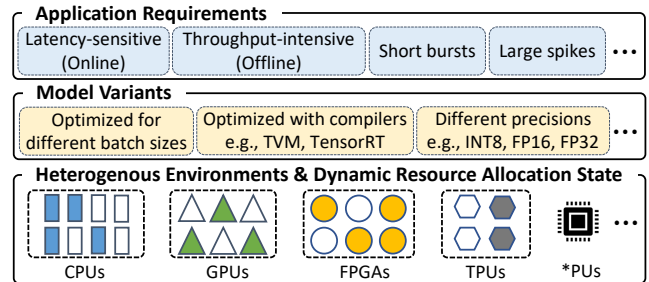 Application Requirements
Latency-sensitive
(Online)
Throughput-intensive
(Offline)
Short bursts
Large spikes
...
Model Variants
Optimized for
different batch sizes
Optimized with compilers
e.g., TVM, TensorRT
Different precisions
e.g., INT8, FP16, FP32
...
Heterogenous Environments & Dynamic Resource Allocation State
...
CPUs
GPUs
FPGAs
TPUs
*PUs